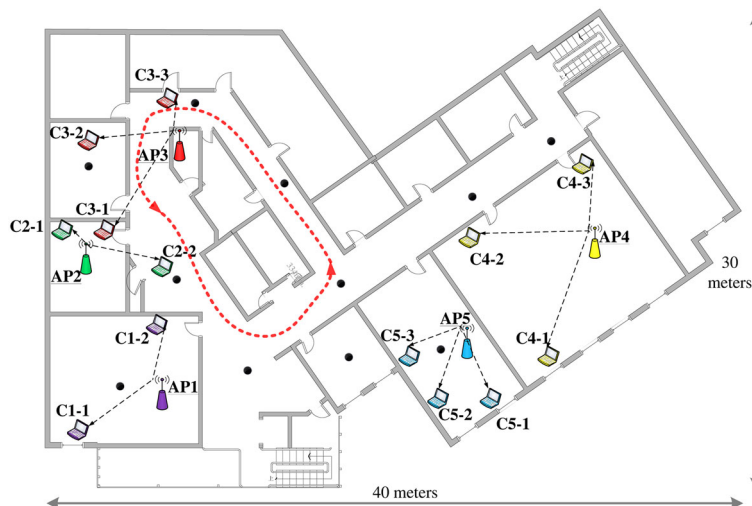 C3-3
C3-2
AP3
C3-1
C2-1
C2-2
AP2
C4-3
AP4
C4-2
30
meters
C1-2
AP5
C5-3
C4-1
AP1
C1-1
C5-2
C5-1
40 meters